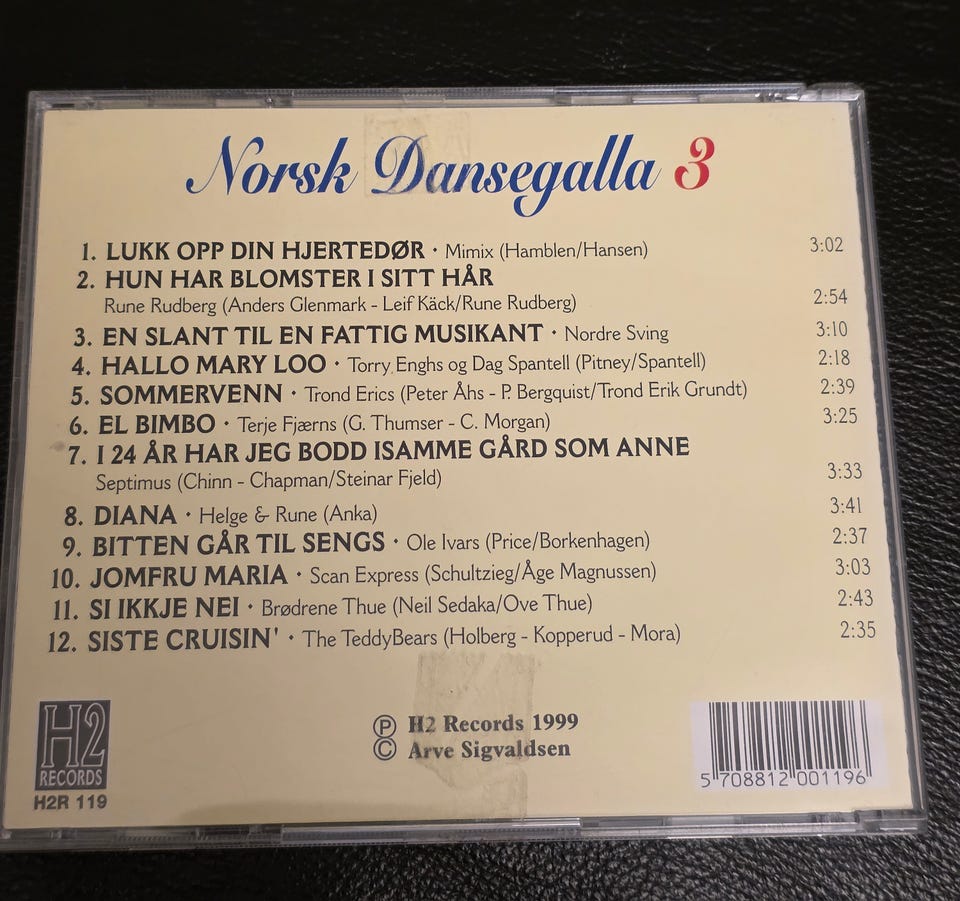 Norsk Dansegalla 3
1. LUKK OPP DIN HJERTEDØR · Mimix (Hamblen/Hansen) 3:02
2. HUN HAR BLOMSTER I SITT HÅR
Rune Rudberg (Anders Glenmark - Leif Käck/Rune Rudberg) 2:54
3. EN SLANT TIL EN FATTIG MUSIKANT · Nordre Sving 3:10
4. HALLO MARY LOO · Torry Enghs og Dag Spantell (Pitney/Spantell) 2:18
5. SOMMERVENN · Trond Erics (Peter Åhs - P. Bergquist/Trond Erik Grundt) 2:39
6. EL BIMBO · Terje Fjærns (G. Thumser - C. Morgan) 3:25
7. I 24 ÅR HAR JEG BODD ISAMME GÅRD SOM ANNE
Septimus (Chinn - Chapman/Steinar Fjeld) 3:33
8. DIANA · Helge & Rune (Anka) 3:41
9. BITTEN GÅR TIL SENGS · Ole Ivars (Price/Borkenhagen) 2:37
10. JOMFRU MARIA · Scan Express (Schultzieg/Åge Magnussen) 3:03
11. SI IKKJE NEI · Brødrene Thue (Neil Sedaka/Ove Thue) 2:43
12. SISTE CRUISIN' · The TeddyBears (Holberg - Kopperud - Mora) 2:35
H2
RECORDS
H2R 119
Ⓟ H2 Records 1999
© Arve Sigvaldsen
5 708812 001196